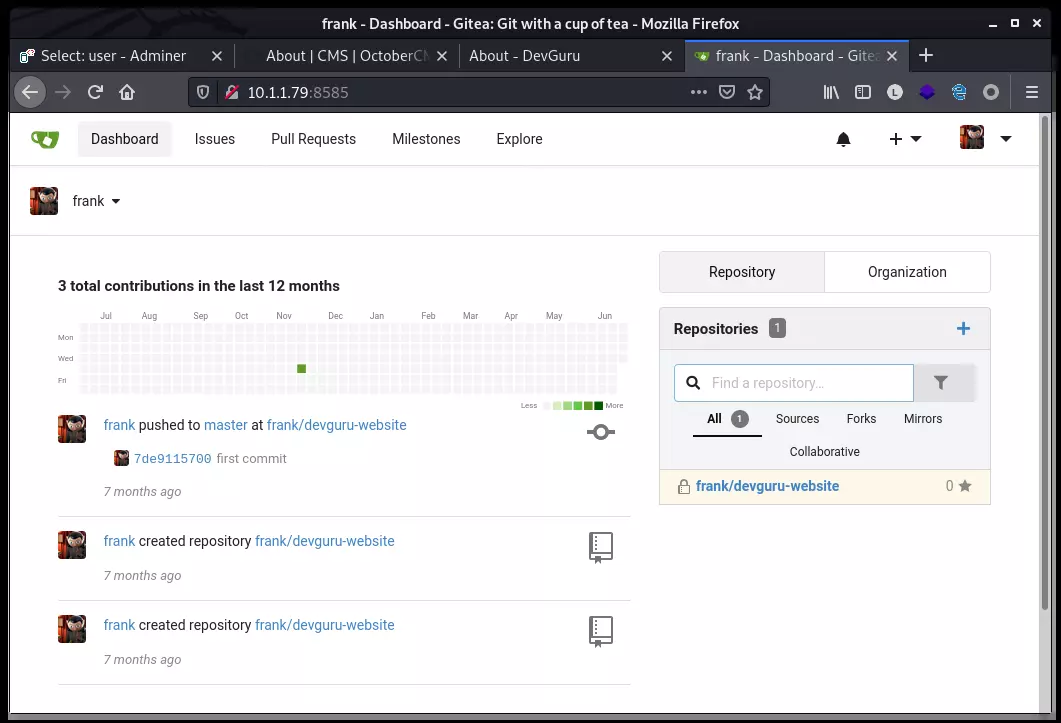 frank - Dashboard - Gitea: Git with a cup of tea - Mozilla Firefox
Select: user - Adminer
About | CMS | OctoberCM
About - DevGuru
frank - Dashboard - Gitea
10.1.1.79:8585
Dashboard
Issues
Pull Requests
Milestones
Explore
frank
3 total contributions in the last 12 months
Jul Aug Sep Oct Nov Dec Jan Feb Mar Apr May Jun
Mon
Wed
Fri
Less
More
frank pushed to master at frank/devguru-website
7de9115700 first commit
7 months ago
frank created repository frank/devguru-website
7 months ago
frank created repository frank/devguru-website
7 months ago
Repository
Organization
Repositories 1
Find a repository...
All 1
Sources
Forks
Mirrors
Collaborative
frank/devguru-website
0